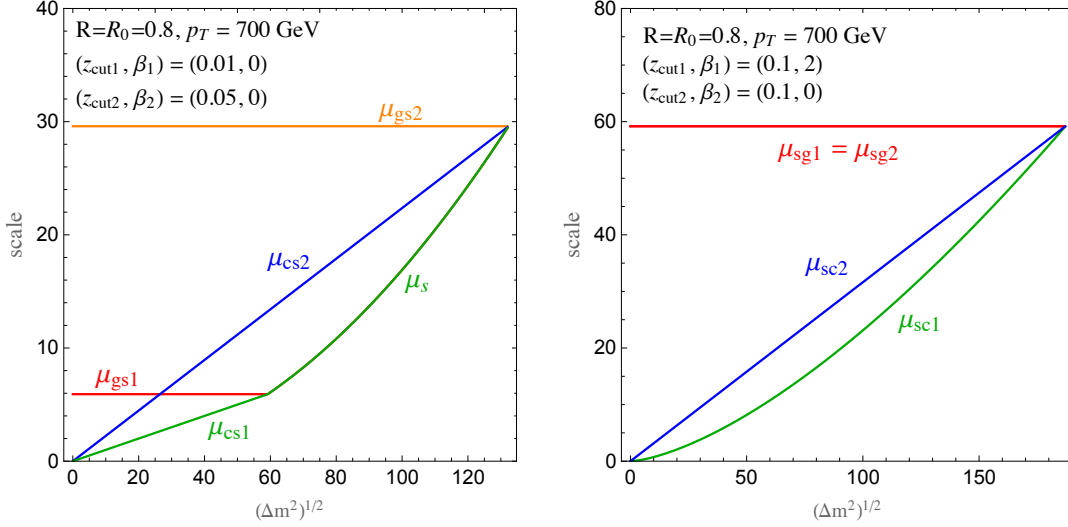 R=R₀=0.8, p_T = 700 GeV
(z_cut1, β₁) = (0.01, 0)
(z_cut2, β₂) = (0.05, 0)
μ_gs2
μ_cs2
μ_s
μ_gs1
μ_cs1
scale
0
10
20
30
40
0
20
40
60
80
100
120
(Δm²)^1/2
R=R₀=0.8, p_T = 700 GeV
(z_cut1, β₁) = (0.1, 2)
(z_cut2, β₂) = (0.1, 0)
μ_sg1 = μ_sg2
μ_sc2
μ_sc1
scale
0
20
40
60
80
0
50
100
150
(Δm²)^1/2